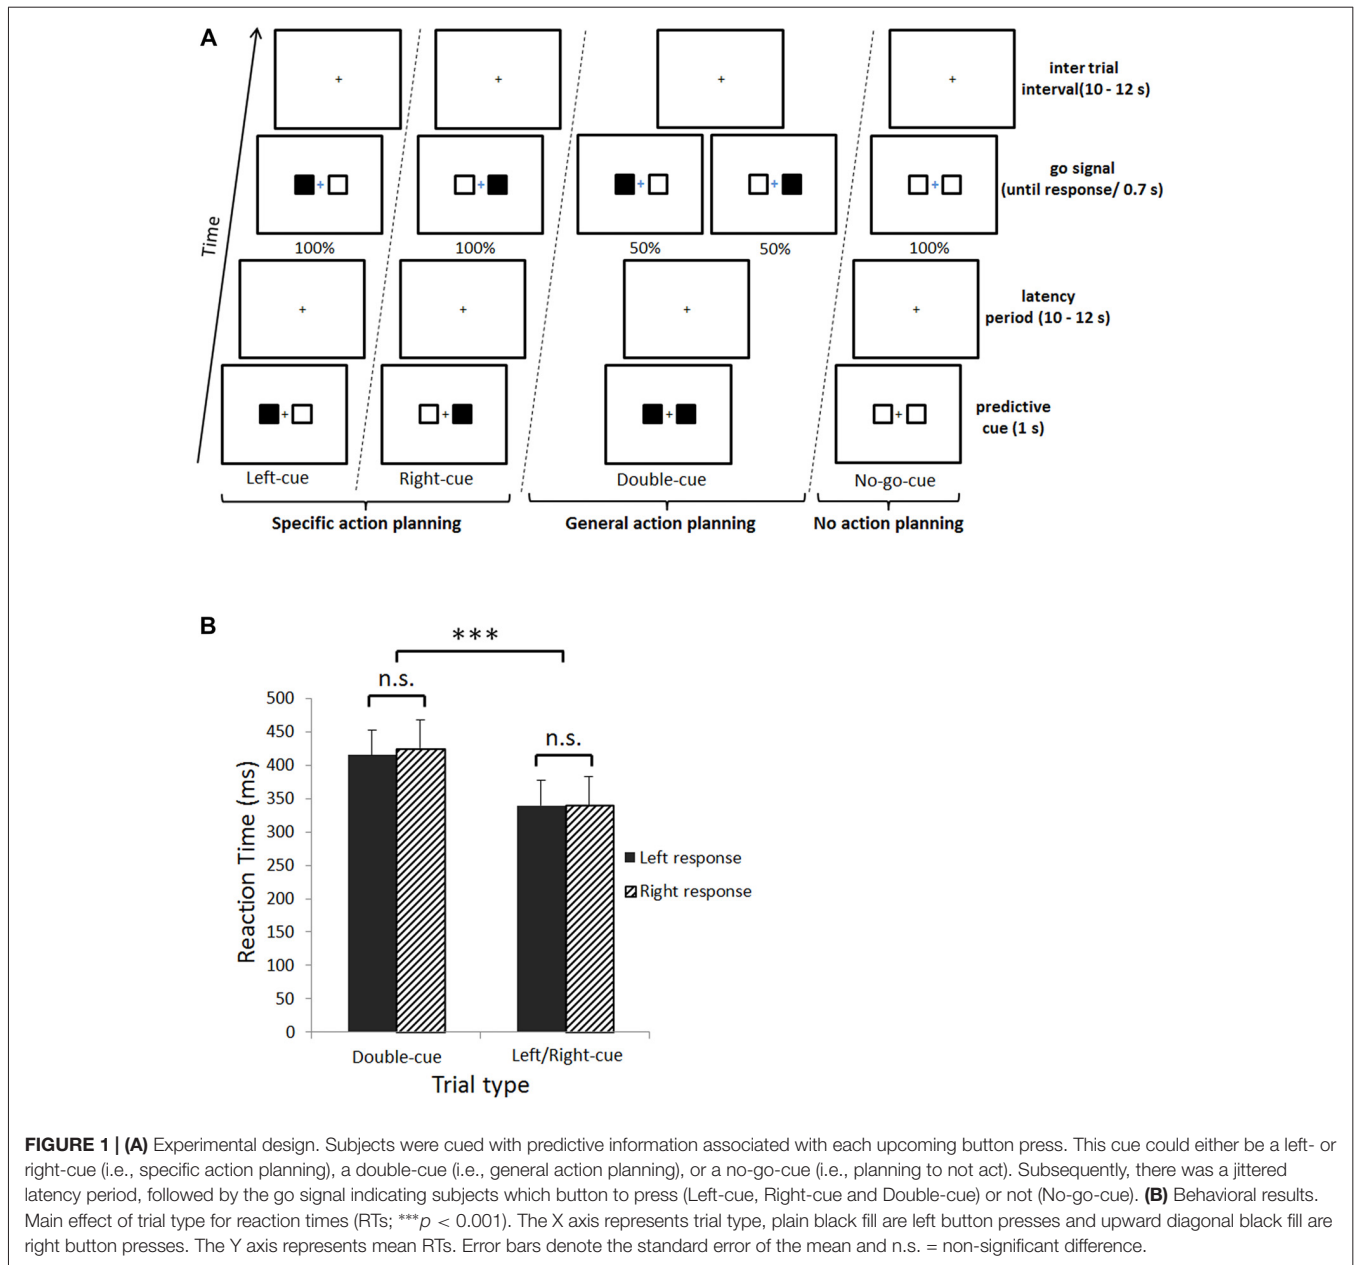 A
inter trial
interval(10 - 12 s)
go signal
(until response/ 0.7 s)
Time
100%
100%
50%
50%
100%
latency
period (10 - 12 s)
predictive
cue (1 s)
Left-cue
Right-cue
Double-cue
No-go-cue
Specific action planning
General action planning
No action planning
B
***
n.s.
n.s.
500
450
400
350
300
250
200
150
100
50
0
Reaction Time (ms)
Left response
Right response
Double-cue
Left/Right-cue
Trial type
FIGURE 1 | (A) Experimental design. Subjects were cued with predictive information associated with each upcoming button press. This cue could either be a left- or
right-cue (i.e., specific action planning), a double-cue (i.e., general action planning), or a no-go-cue (i.e., planning to not act). Subsequently, there was a jittered
latency period, followed by the go signal indicating subjects which button to press (Left-cue, Right-cue and Double-cue) or not (No-go-cue). (B) Behavioral results.
Main effect of trial type for reaction times (RTs; ***p < 0.001). The X axis represents trial type, plain black fill are left button presses and upward diagonal black fill are
right button presses. The Y axis represents mean RTs. Error bars denote the standard error of the mean and n.s. = non-significant difference.